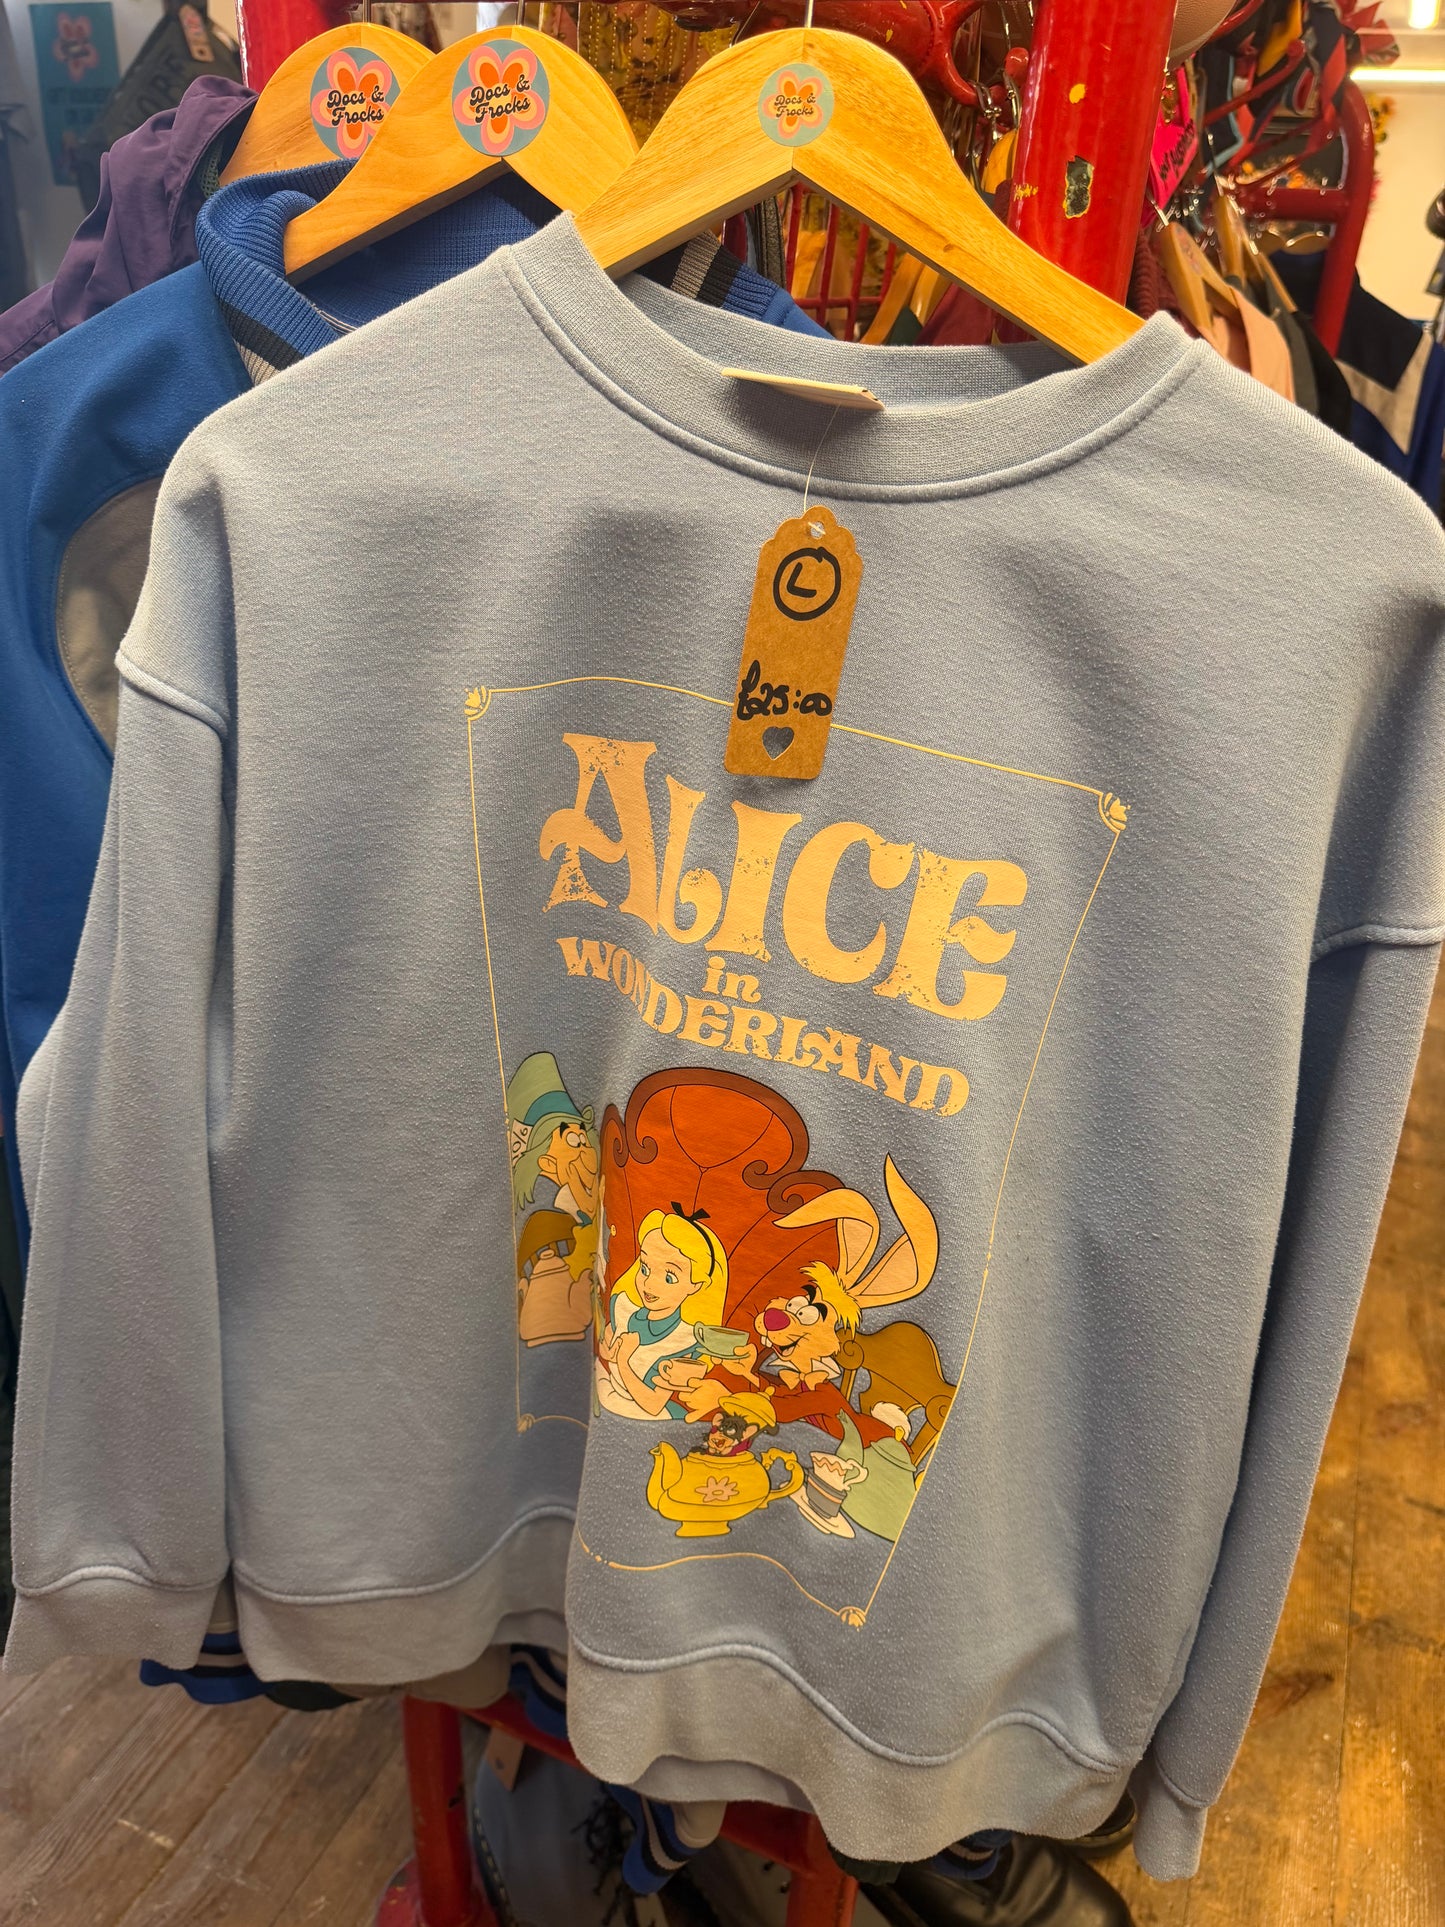 Docs &
Frocks
Docs &
Frocks
Docs &
Frocks
L
£25:00
ALICE
in
WONDERLAND
10/6